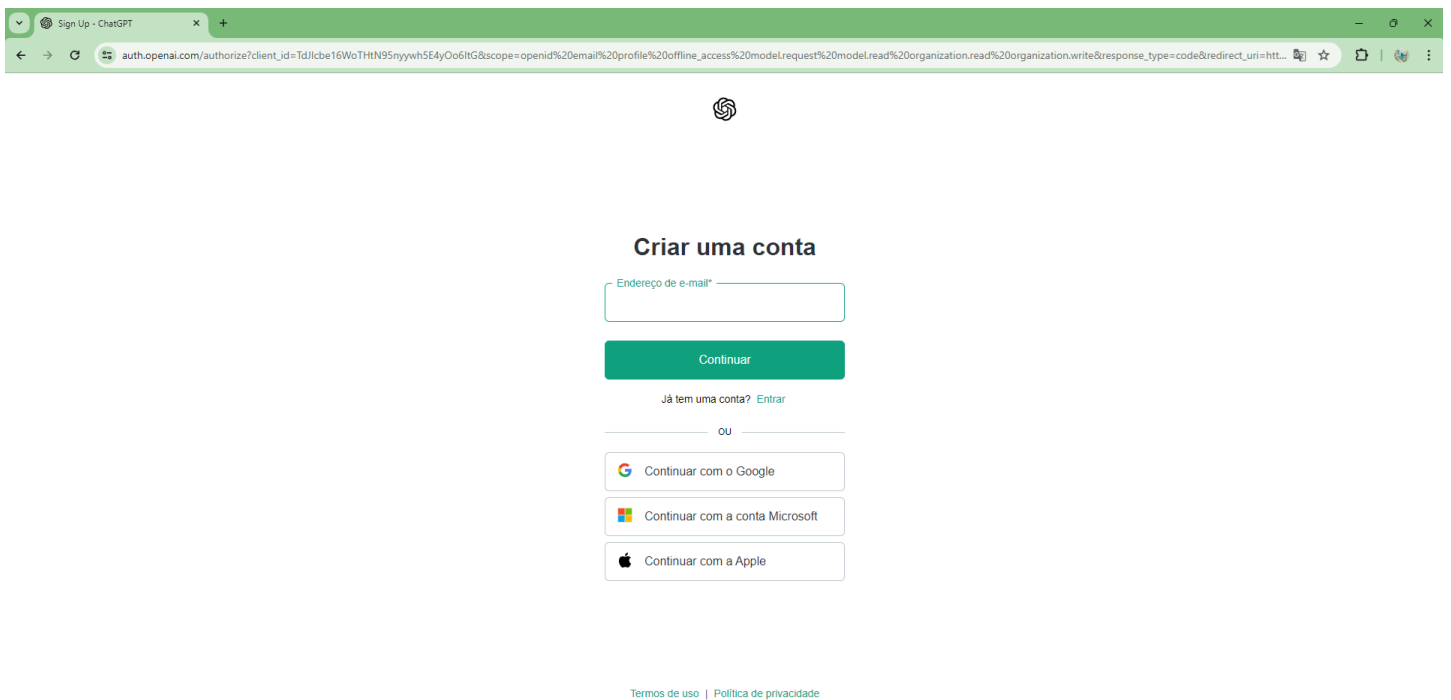 Sign Up - ChatGPT
auth.openai.com/authorize?client_id=TdJIcbe16WoTHtN95nyywh5E4yOo6ItG&scope=openid%20email%20profile%20offline_access%20model.request%20model.read%20organization.read%20organization.write&response_type=code&redirect_uri=htt...
Criar uma conta
Endereço de e-mail*
Continuar
Já tem uma conta? Entrar
OU
Continuar com o Google
Continuar com a conta Microsoft
Continuar com a Apple
Termos de uso | Política de privacidade